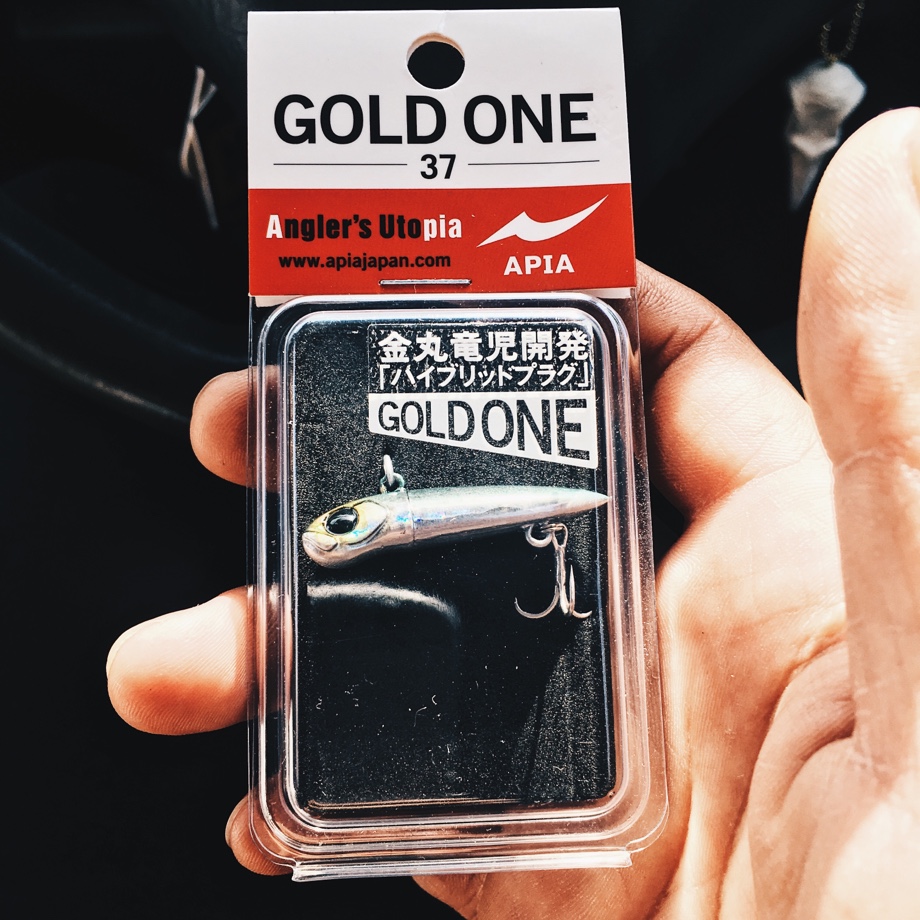 GOLD ONE
37
Angler's Utopia
www.apiajapan.com
APIA
金丸竜児開発
「ハイブリッドプラグ」
GOLD ONE